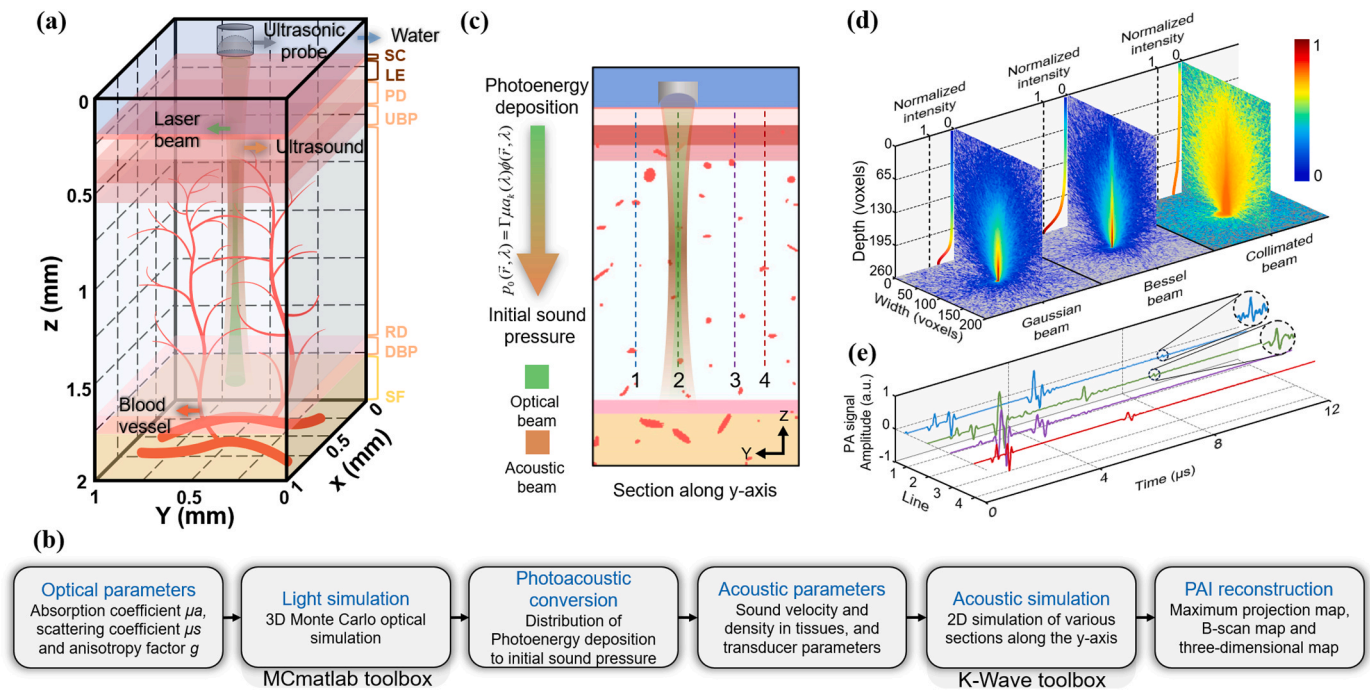 (a)
Ultrasonic
probe
Water
SC
LE
PD
UBP
RD
DBP
SF
Laser
beam
Ultrasound
Blood
vessel
0
0.5
1
1.5
2
z (mm)
1
0.5
0
Y (mm)
0
0.5
1
x (mm)
(c)
Photoenergy
deposition
p₀(r⃗,λ) = Γμaₖ(λ)ϕ(r⃗,λ)
Initial sound
pressure
Optical
beam
Acoustic
beam
1
2
3
4
Z
Y
Section along y-axis
(d)
Normalized
intensity
1 0
Normalized
intensity
1 0
Normalized
intensity
1 0
1
0
0
65
130
195
260
Depth (voxels)
0
50
100
150
200
Width (voxels)
Gaussian
beam
Bessel
beam
Collimated
beam
(e)
1
0
-1
PA signal
Amplitude (a.u.)
1
2
3
4
Line
0
4
8
12
Time (μs)
(b)
Optical parameters
Absorption coefficient μa,
scattering coefficient μs
and anisotropy factor g
Light simulation
3D Monte Carlo optical
simulation
MCmatlab toolbox
Photoacoustic
conversion
Distribution of
Photoenergy deposition
to initial sound pressure
Acoustic parameters
Sound velocity and
density in tissues, and
transducer parameters
Acoustic simulation
2D simulation of various
sections along the y-axis
K-Wave toolbox
PAI reconstruction
Maximum projection map,
B-scan map and
three-dimensional map